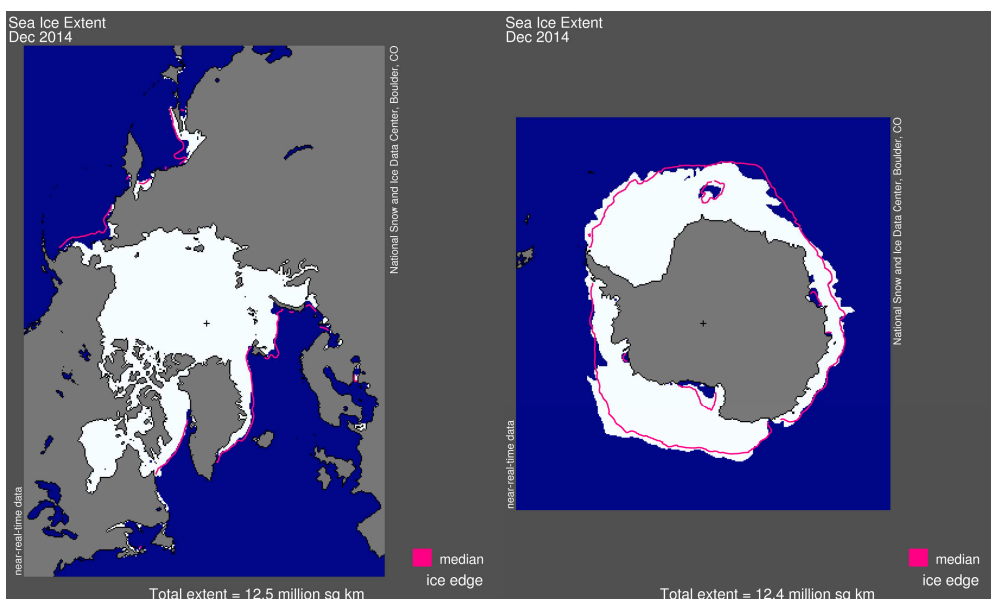 Sea Ice Extent
Dec 2014
National Snow and Ice Data Center, Boulder, CO
near-real-time data
median
ice edge
Total extent = 12.5 million sq km
Sea Ice Extent
Dec 2014
National Snow and Ice Data Center, Boulder, CO
near-real-time data
median
ice edge
Total extent = 12.4 million sq km